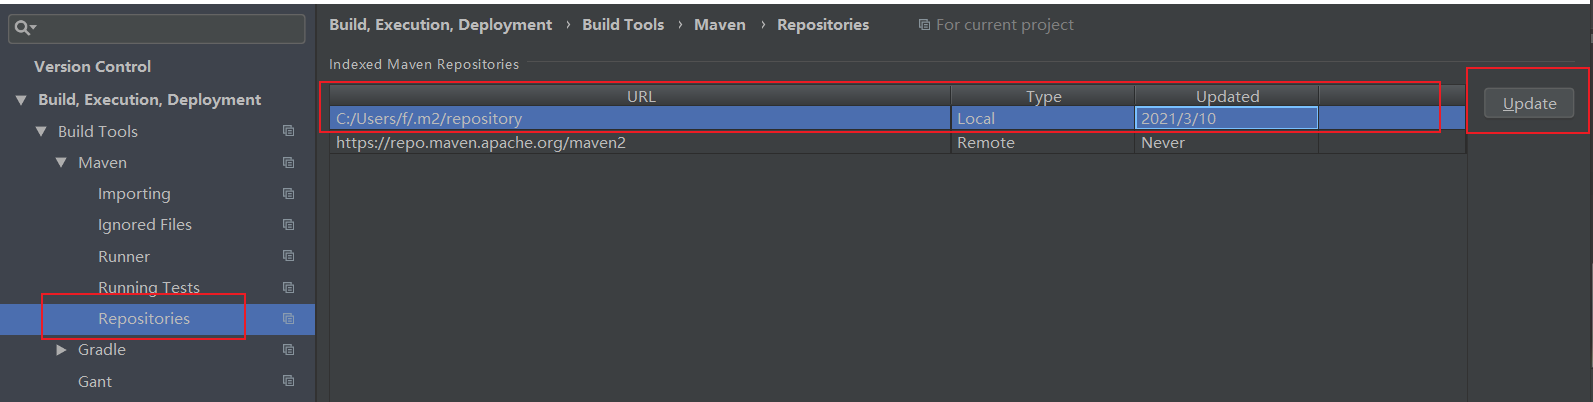 Build, Execution, Deployment › Build Tools › Maven › Repositories For current project
Version Control
Build, Execution, Deployment
Build Tools
Maven
Importing
Ignored Files
Runner
Running Tests
Repositories
Gradle
Gant
Indexed Maven Repositories
URL Type Updated
C:/Users/f/.m2/repository Local 2021/3/10
https://repo.maven.apache.org/maven2 Remote Never
Update